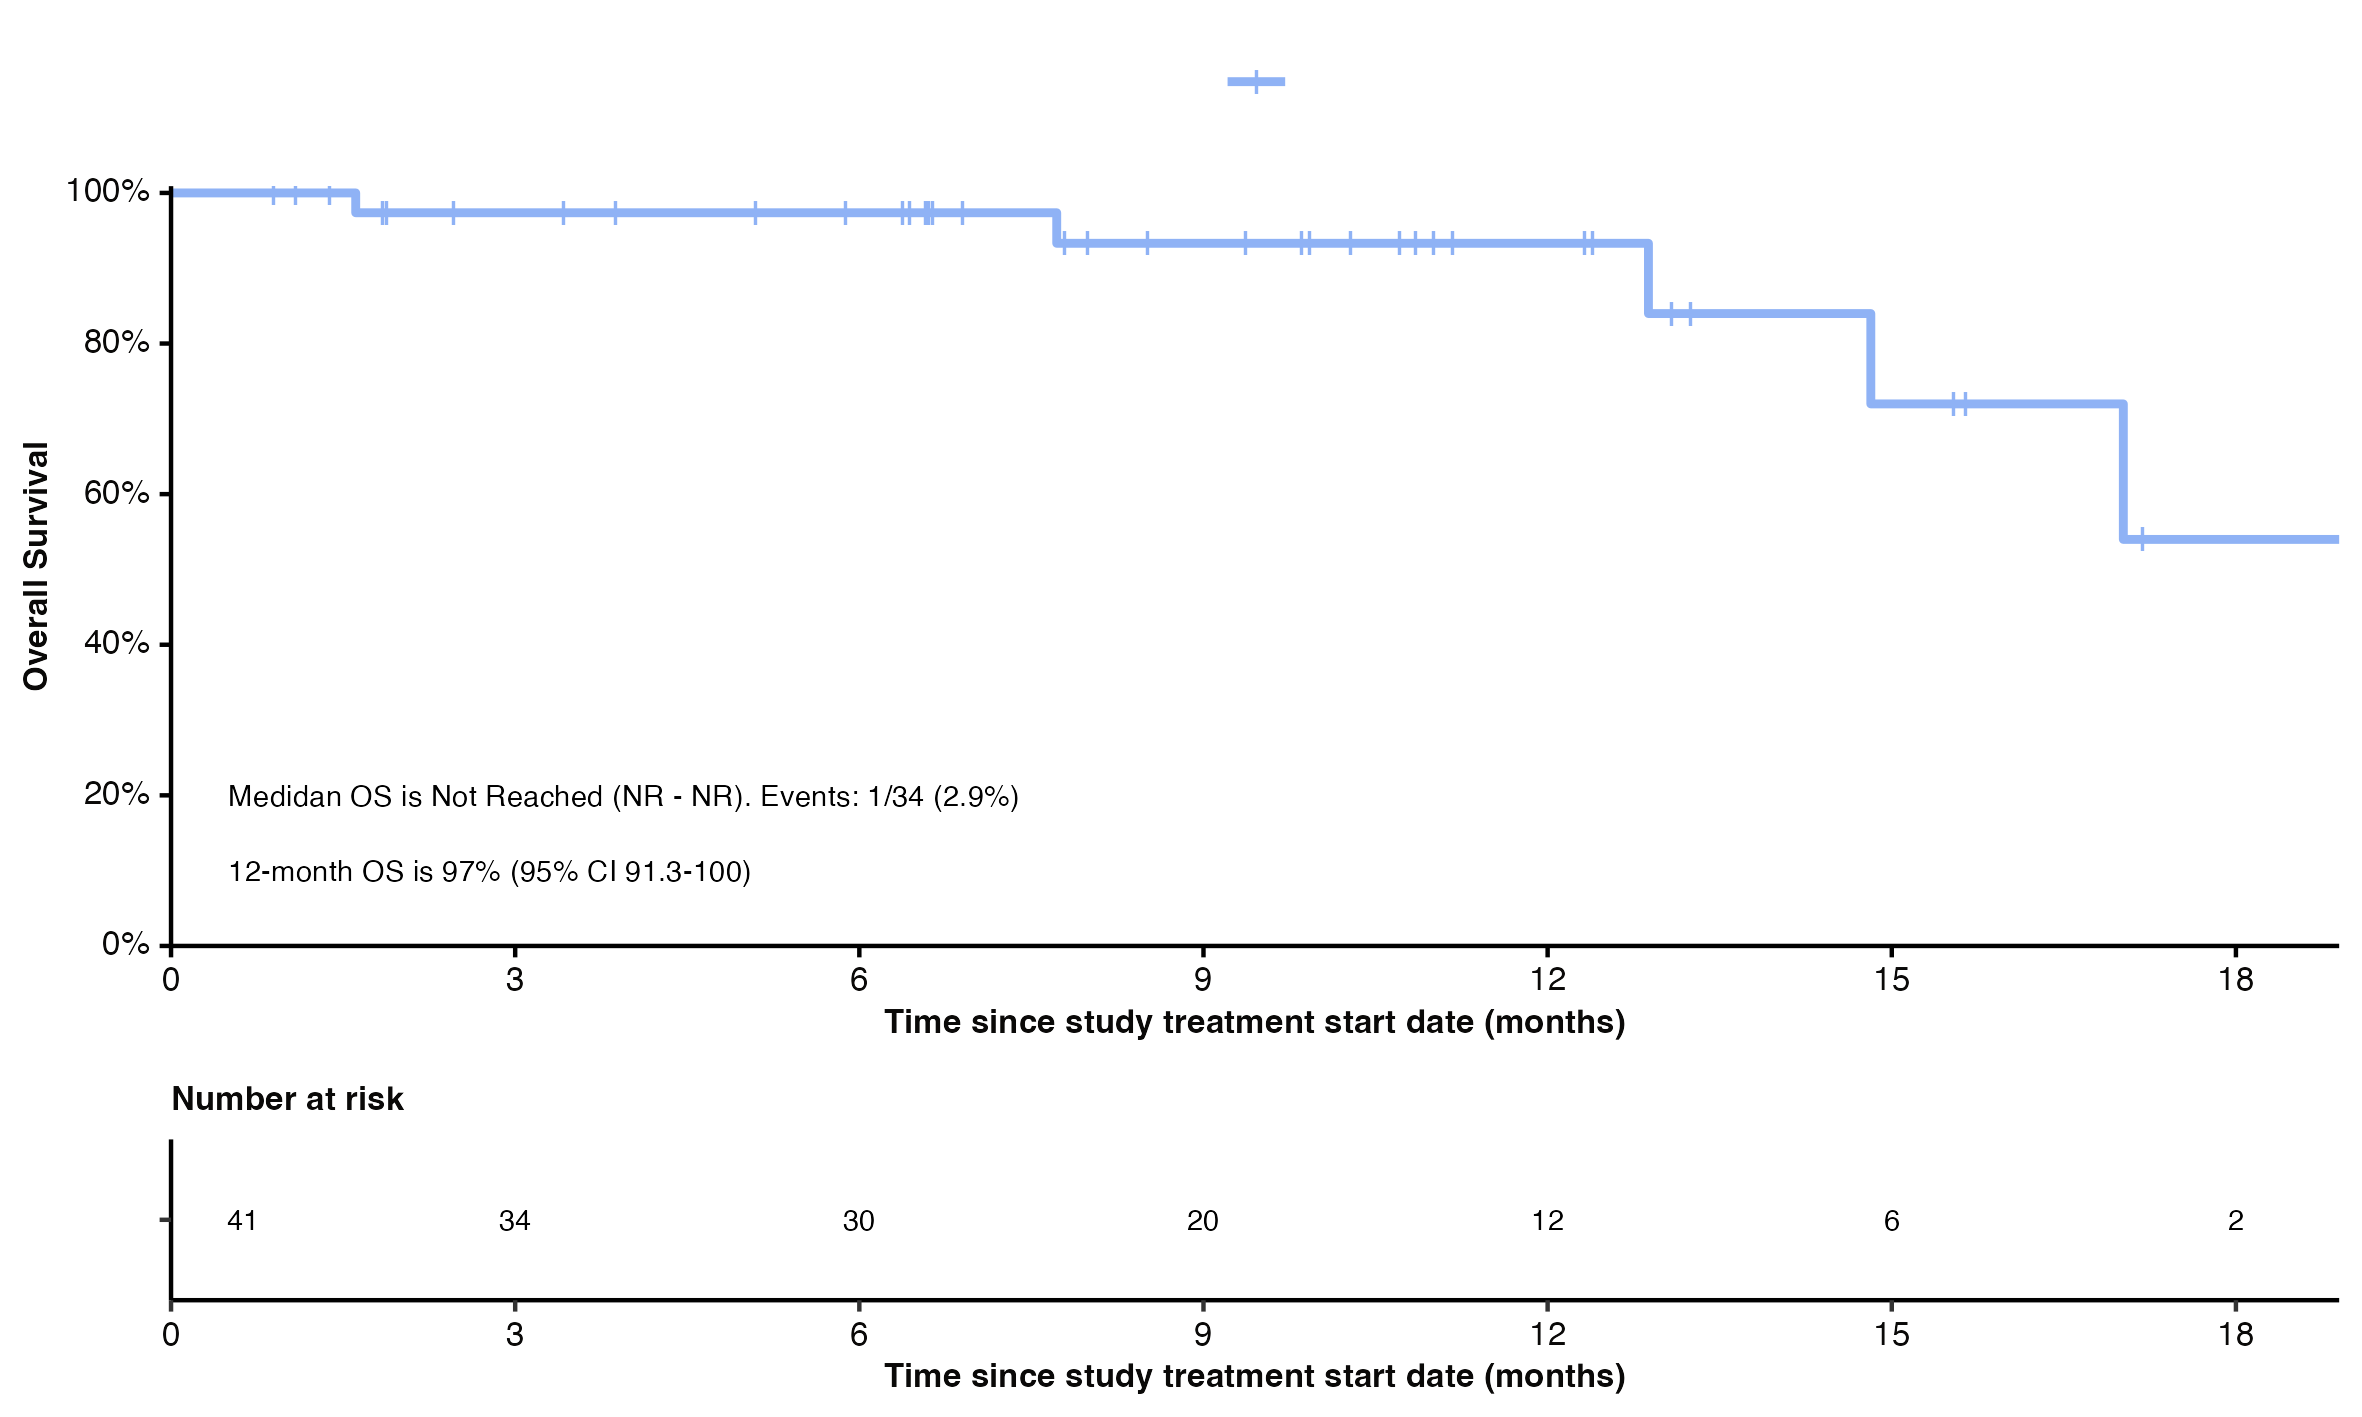 100%
80%
60%
40%
20%
0%
Overall Survival
Medidan OS is Not Reached (NR - NR). Events: 1/34 (2.9%)
12-month OS is 97% (95% CI 91.3-100)
0 3 6 9 12 15 18
Time since study treatment start date (months)
Number at risk
41 34 30 20 12 6 2
0 3 6 9 12 15 18
Time since study treatment start date (months)